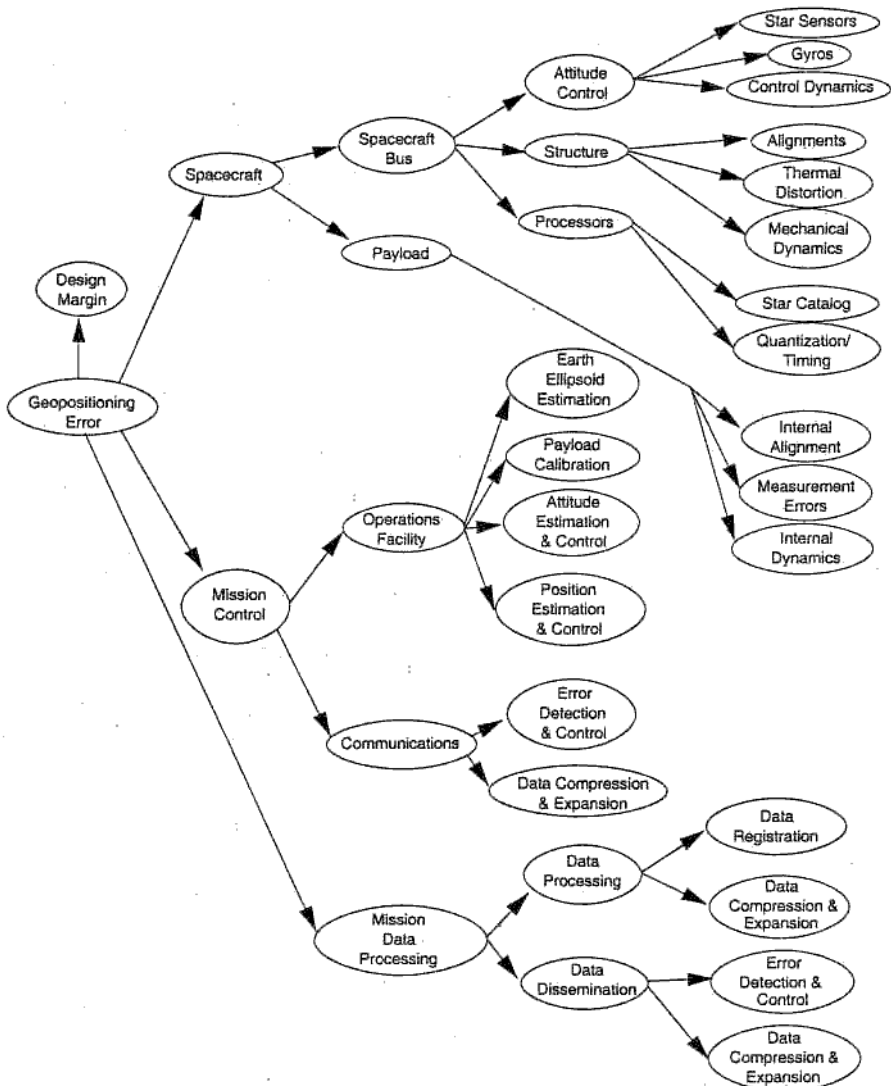 Star Sensors
Gyros
Attitude
Control
Control Dynamics
Spacecraft
Bus
Structure
Alignments
Spacecraft
Thermal
Distortion
Processors
Mechanical
Dynamics
Payload
Design
Margin
Star Catalog
Quantization/
Timing
Earth
Ellipsoid
Estimation
Geopositioning
Error
Internal
Alignment
Payload
Calibration
Measurement
Errors
Attitude
Estimation
& Control
Operations
Facility
Internal
Dynamics
Mission
Control
Position
Estimation
& Control
Error
Detection
& Control
Communications
Data Compression
& Expansion
Data
Registration
Data
Processing
Data
Compression &
Expansion
Mission
Data
Processing
Data
Dissemination
Error
Detection &
Control
Data
Compression &
Expansion